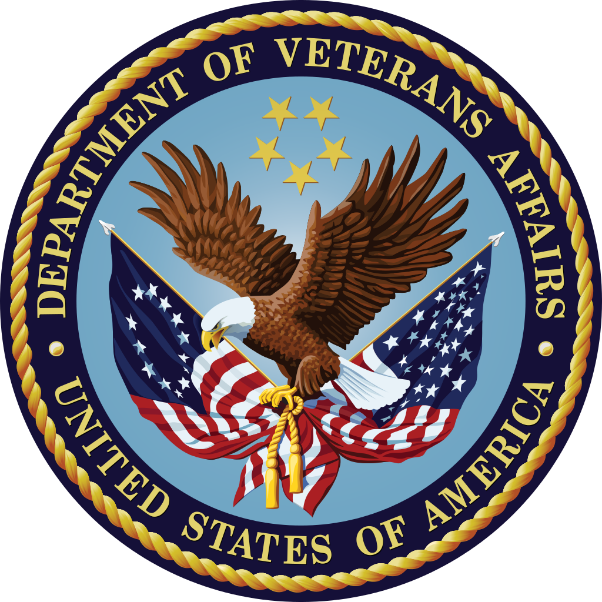 DEPARTMENT OF VETERANS AFFAIRS
UNITED STATES OF AMERICA